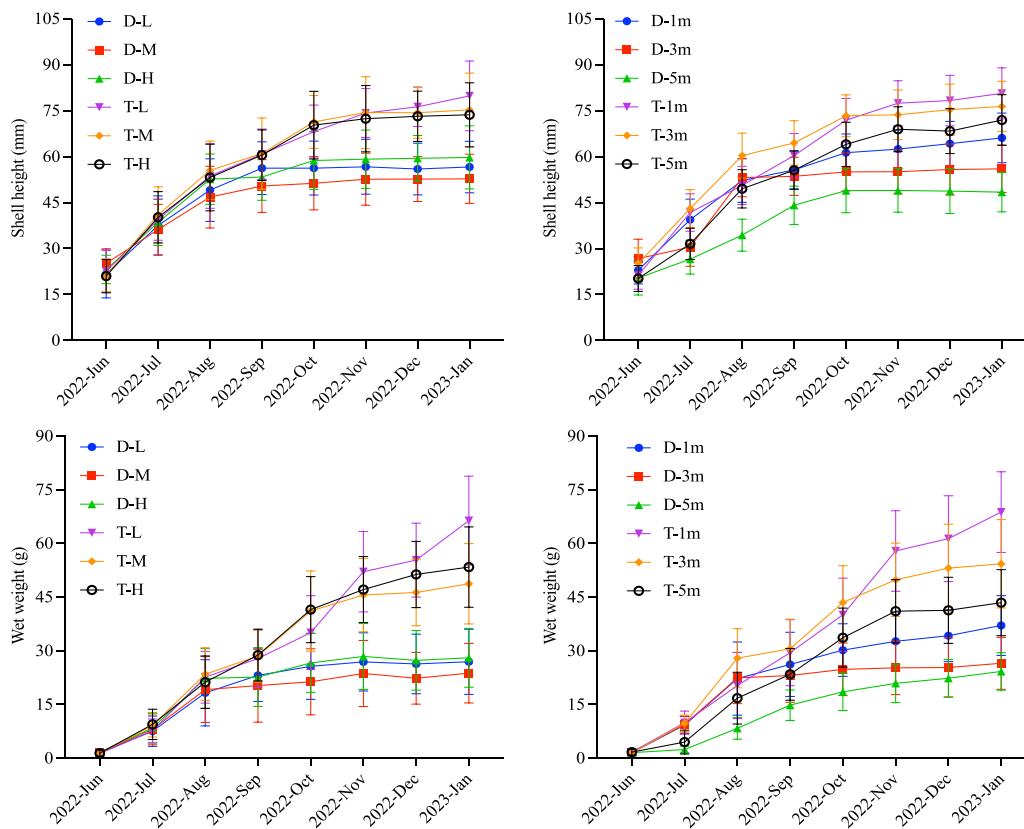 105
90
75
60
45
30
15
0
Shell height (mm)
D-L
D-M
D-H
T-L
T-M
T-H
2022-Jun
2022-Jul
2022-Aug
2022-Sep
2022-Oct
2022-Nov
2022-Dec
2023-Jan
105
90
75
60
45
30
15
0
Shell height (mm)
D-1m
D-3m
D-5m
T-1m
T-3m
T-5m
2022-Jun
2022-Jul
2022-Aug
2022-Sep
2022-Oct
2022-Nov
2022-Dec
2023-Jan
90
75
60
45
30
15
0
Wet weight (g)
D-L
D-M
D-H
T-L
T-M
T-H
2022-Jun
2022-Jul
2022-Aug
2022-Sep
2022-Oct
2022-Nov
2022-Dec
2023-Jan
90
75
60
45
30
15
0
Wet weight (g)
D-1m
D-3m
D-5m
T-1m
T-3m
T-5m
2022-Jun
2022-Jul
2022-Aug
2022-Sep
2022-Oct
2022-Nov
2022-Dec
2023-Jan